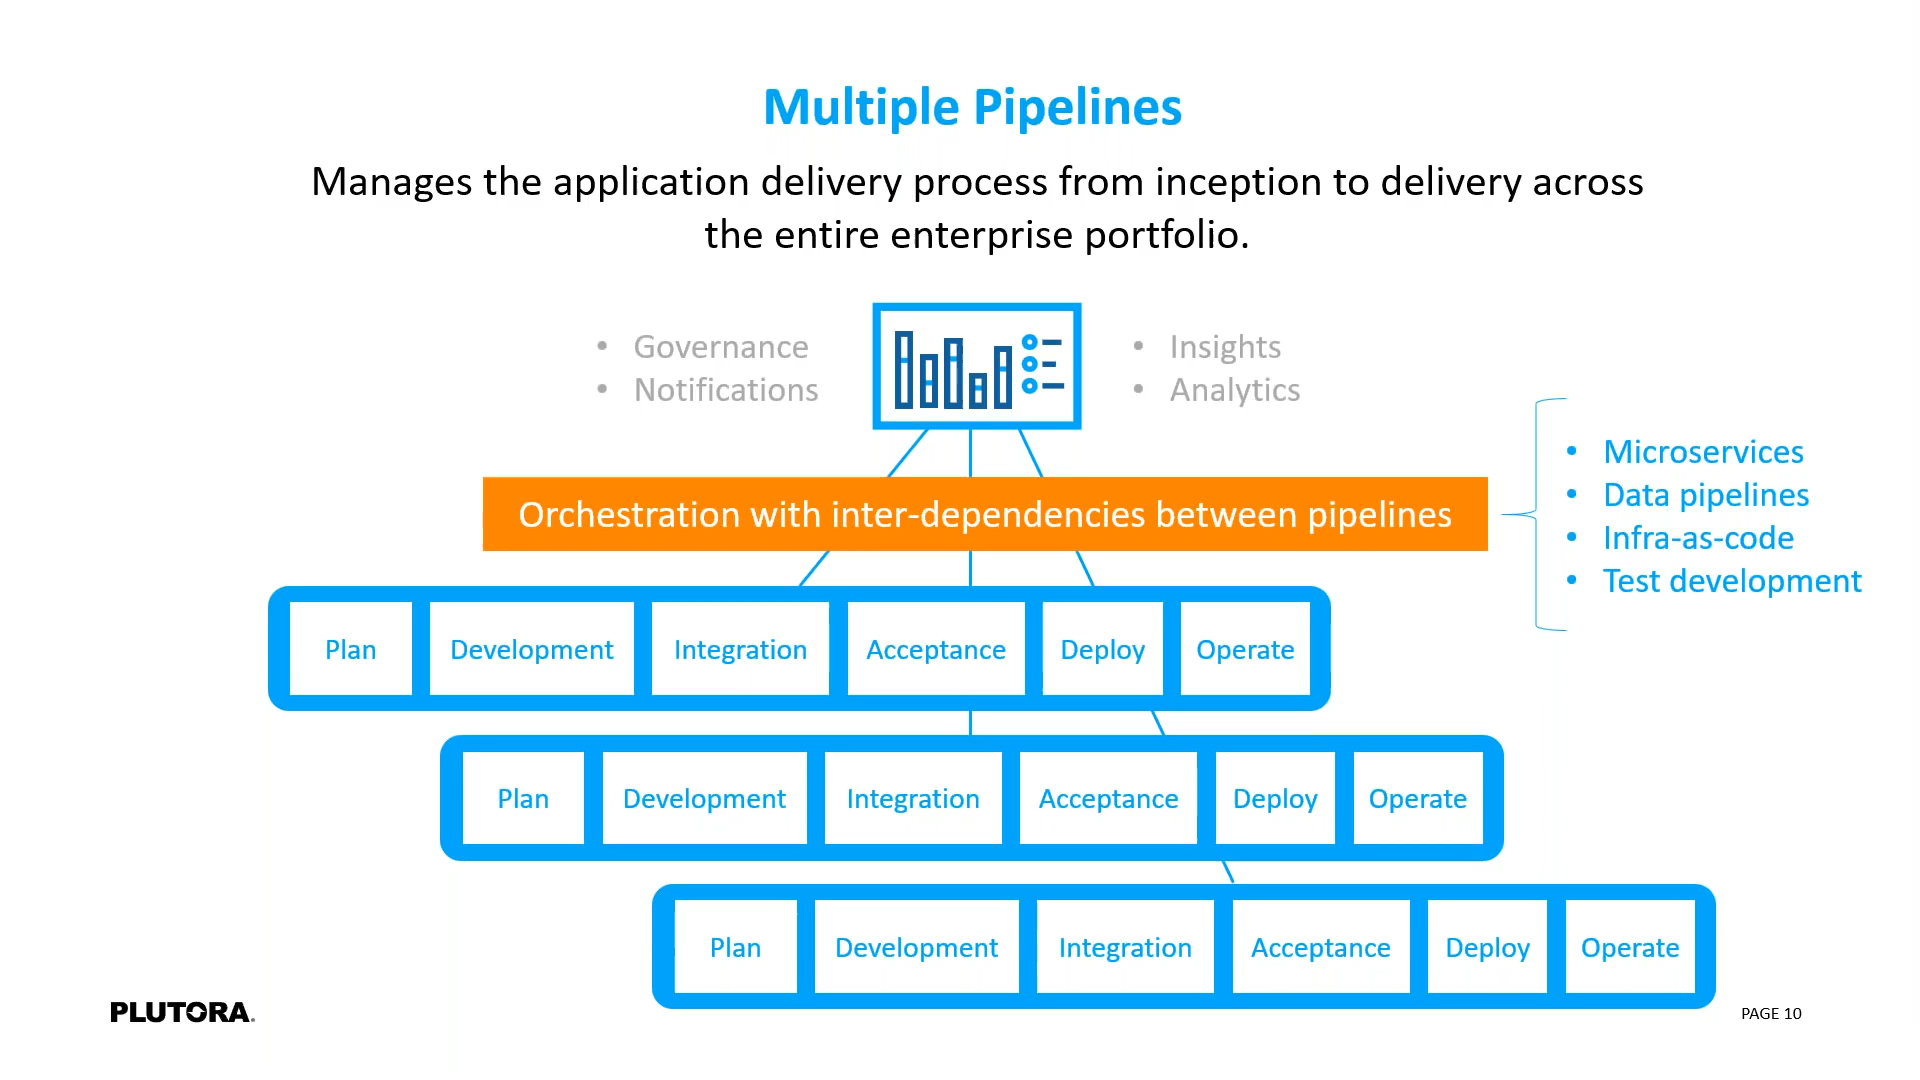 Multiple Pipelines
Manages the application delivery process from inception to delivery across
the entire enterprise portfolio.
• Governance
• Notifications
• Insights
• Analytics
Orchestration with inter-dependencies between pipelines
• Microservices
• Data pipelines
• Infra-as-code
• Test development
Plan Development Integration Acceptance Deploy Operate
Plan Development Integration Acceptance Deploy Operate
Plan Development Integration Acceptance Deploy Operate
PLUTORA.
PAGE 10